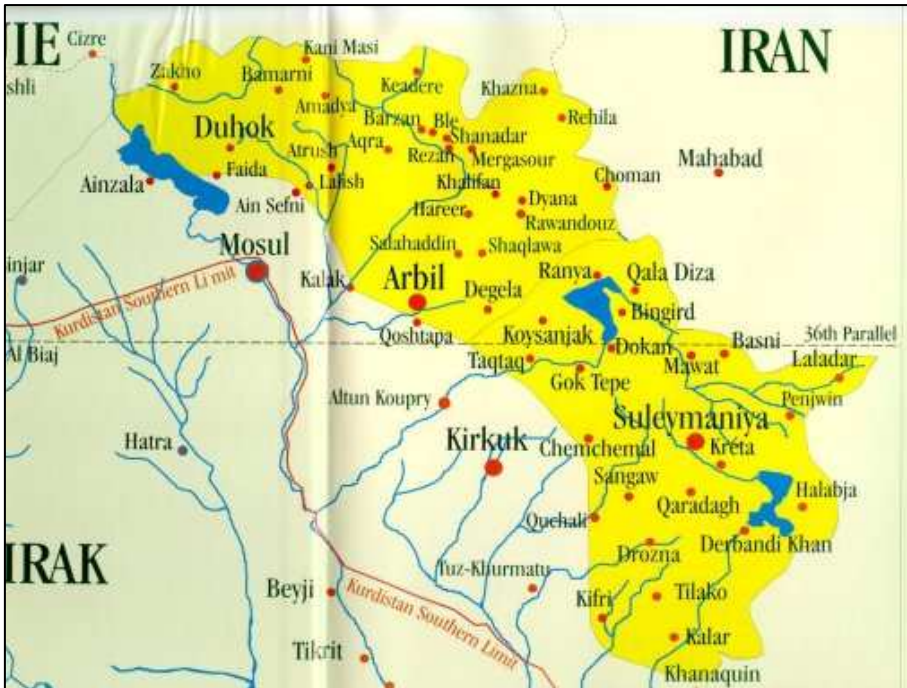 UIE
Cizre
Kani Masi
IRAN
shli
Zakho
Bamarni
Keadere
Khazna
Amadya
Barzan
Ble
Rehila
Duhok
Shanadar
Atrush
Aqra
Rezan
Mergasour
Mahabad
Ainzala
Faida
Lalish
Khalifan
Choman
Ain Sefni
Dyana
Hareer
Rawandouz
Mosul
Salahaddin
Shaqlawa
injar
Kalak
Arbil
Ranya
Qala Diza
Kurdistan Southern Li mit
Degela
Bingird
Qoshtapa
Koysanjak
36th Parallel
Al Biaj
Dokan
Basni
Taqtaq
Mawat
Laladar
Gok Tepe
Altun Koupry
Penjwin
Suleymaniya
Hatra
Kirkuk
Chemchemal
Kreta
Sangaw
Qaradagh
Halabja
Quchali
Derbandi Khan
IRAK
Drozna
Tuz-Khurmatu
Beyji
Kurdistan Southern Limit
Kifri
Tilako
Tikrit
Kalar
Khanaquin